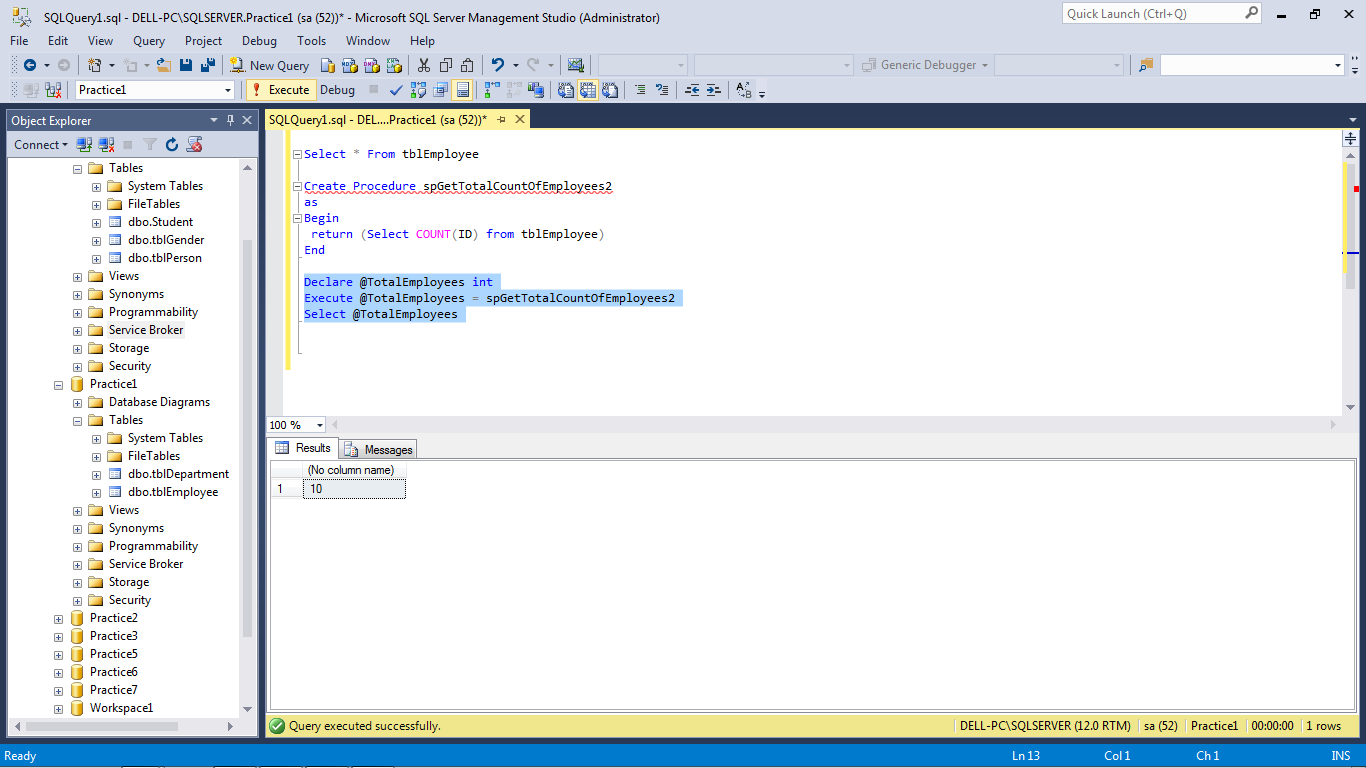 SQLQuery1.sql - DELL-PC\SQLSERVER.Practice1 (sa (52))* - Microsoft SQL Server Management Studio (Administrator)
Quick Launch (Ctrl+Q)
File Edit View Query Project Debug Tools Window Help
New Query
Generic Debugger
Practice1
Execute Debug
Object Explorer
Connect
Tables
System Tables
FileTables
dbo.Student
dbo.tblGender
dbo.tblPerson
Views
Synonyms
Programmability
Service Broker
Storage
Security
Practice1
Database Diagrams
Tables
System Tables
FileTables
dbo.tblDepartment
dbo.tblEmployee
Views
Synonyms
Programmability
Service Broker
Storage
Security
Practice2
Practice3
Practice5
Practice6
Practice7
Workspace1
SQLQuery1.sql - DEL....Practice1 (sa (52))*
Select * From tblEmployee
Create Procedure spGetTotalCountOfEmployees2
as
Begin
return (Select COUNT(ID) from tblEmployee)
End
Declare @TotalEmployees int
Execute @TotalEmployees = spGetTotalCountOfEmployees2
Select @TotalEmployees
100 %
Results Messages
(No column name)
1 10
Query executed successfully.
DELL-PC\SQLSERVER (12.0 RTM) sa (52) Practice1 00:00:00 1 rows
Ready Ln 13 Col 1 Ch 1 INS